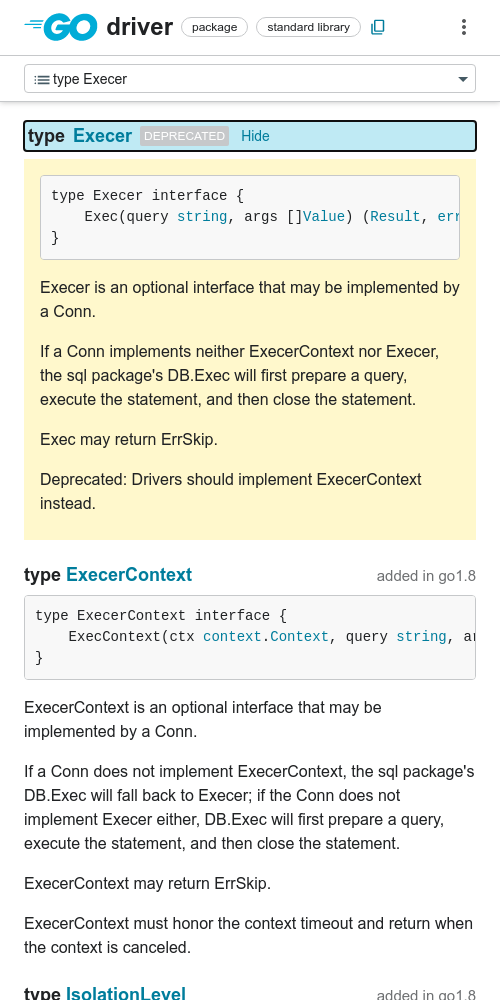 GO driver package standard library
type Execer
type Execer DEPRECATED Hide
type Execer interface {
    Exec(query string, args []Value) (Result, err
}
Execer is an optional interface that may be implemented by
a Conn.
If a Conn implements neither ExecerContext nor Execer,
the sql package's DB.Exec will first prepare a query,
execute the statement, and then close the statement.
Exec may return ErrSkip.
Deprecated: Drivers should implement ExecerContext
instead.
type ExecerContext added in go1.8
type ExecerContext interface {
    ExecContext(ctx context.Context, query string, ar
}
ExecerContext is an optional interface that may be
implemented by a Conn.
If a Conn does not implement ExecerContext, the sql package's
DB.Exec will fall back to Execer; if the Conn does not
implement Execer either, DB.Exec will first prepare a query,
execute the statement, and then close the statement.
ExecerContext may return ErrSkip.
ExecerContext must honor the context timeout and return when
the context is canceled.
type IsolationLevel added in go1.8